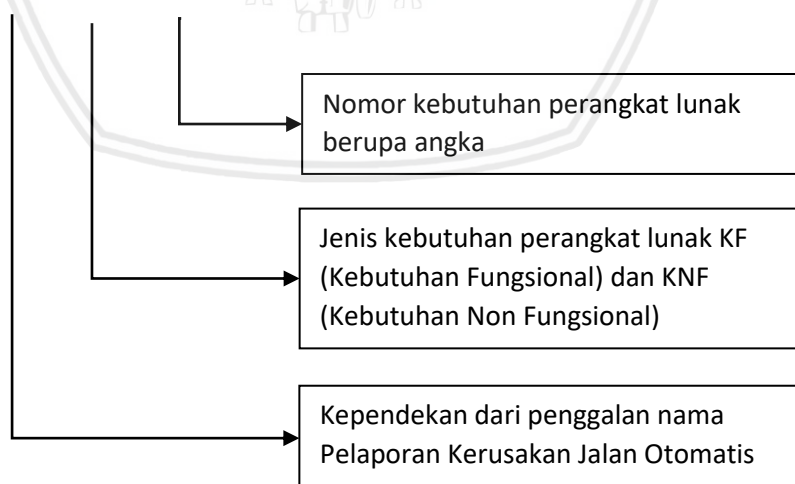 Nomor kebutuhan perangkat lunak
berupa angka
Jenis kebutuhan perangkat lunak KF
(Kebutuhan Fungsional) dan KNF
(Kebutuhan Non Fungsional)
Kependekan dari penggalan nama
Pelaporan Kerusakan Jalan Otomatis